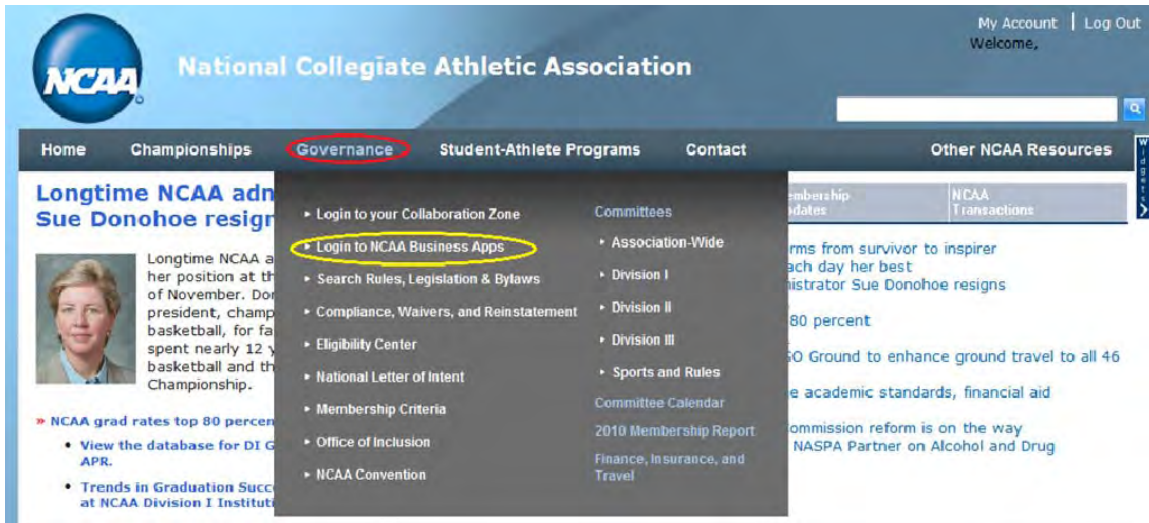 My Account | Log Out
Welcome,
NCAA
National Collegiate Athletic Association
Home Championships Governance Student-Athlete Programs Contact Other NCAA Resources
Widgets
Longtime NCAA adn
Sue Donohoe resigr
Longtime NCAA a
her position at th
of November. Dor
president, champ
basketball, for fa
spent nearly 12 y
basketball and th
Championship.
» NCAA grad rates top 80 percen
• View the database for DI G
APR.
• Trends in Graduation Succ
at NCAA Division I Instituti
▸ Login to your Collaboration Zone
▸ Login to NCAA Business Apps
▸ Search Rules, Legislation & Bylaws
▸ Compliance, Waivers, and Reinstatement
▸ Eligibility Center
▸ National Letter of Intent
▸ Membership Criteria
▸ Office of Inclusion
▸ NCAA Convention
Committees
▸ Association-Wide
▸ Division I
▸ Division II
▸ Division III
▸ Sports and Rules
Committee Calendar
2010 Membership Report
Finance, Insurance, and
Travel
embership
dates
NCAA
Transactions
rms from survivor to inspirer
ach day her best
inistrator Sue Donohoe resigns
80 percent
GO Ground to enhance ground travel to all 46
e academic standards, financial aid
ommission reform is on the way
NASPA Partner on Alcohol and Drug